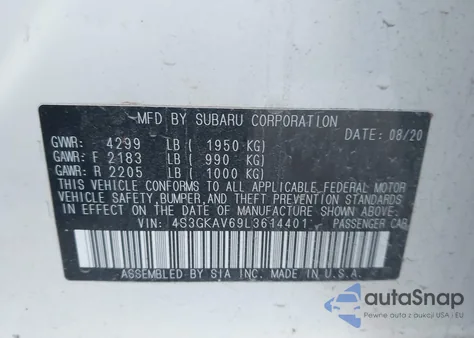 MFD BY SUBARU CORPORATION
DATE: 08/20
GVWR: 4299 LB ( 1950 KG)
GAWR: F 2183 LB ( 990 KG)
GAWR: R 2205 LB ( 1000 KG)
THIS VEHICLE CONFORMS TO ALL APPLICABLE FEDERAL MOTOR
VEHICLE SAFETY, BUMPER, AND THEFT PREVENTION STANDARDS
IN EFFECT ON THE DATE OF MANUFACTURE SHOWN ABOVE.
VIN: 4S3GKAV69L3614401 PASSENGER CAR
ASSEMBLED BY SIA INC. MADE IN U.S.A.
autoSnap
Pewne auta z dostawą z USA i EU